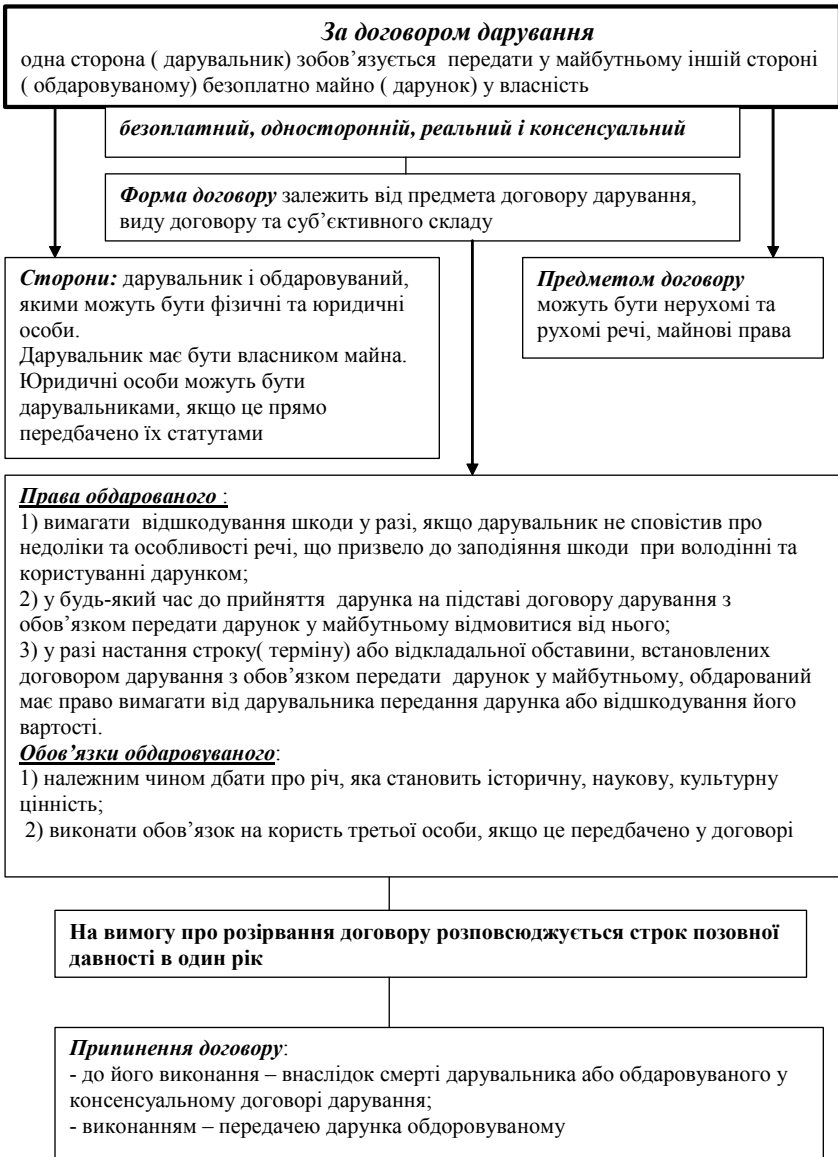 За договором дарування
одна сторона ( дарувальник) зобов’язується передати у майбутньому іншій стороні
( обдаровуваному) безоплатно майно ( дарунок) у власність
безоплатний, односторонній, реальний і консенсуальний
Форма договору залежить від предмета договору дарування,
виду договору та суб’єктивного складу
Сторони: дарувальник і обдаровуваний,
якими можуть бути фізичні та юридичні
особи.
Дарувальник має бути власником майна.
Юридичні особи можуть бути
дарувальниками, якщо це прямо
передбачено їх статутами
Предметом договору
можуть бути нерухомі та
рухомі речі, майнові права
Права обдарованого :
1) вимагати відшкодування шкоди у разі, якщо дарувальник не сповістив про
недоліки та особливості речі, що призвело до заподіяння шкоди при володінні та
користуванні дарунком;
2) у будь-який час до прийняття дарунка на підставі договору дарування з
обов’язком передати дарунок у майбутньому відмовитися від нього;
3) у разі настання строку( терміну) або відкладальної обставини, встановлених
договором дарування з обов’язком передати дарунок у майбутньому, обдарований
має право вимагати від дарувальника передання дарунка або відшкодування його
вартості.
Обов’язки обдаровуваного:
1) належним чином дбати про річ, яка становить історичну, наукову, культурну
цінність;
2) виконати обов’язок на користь третьої особи, якщо це передбачено у договорі
На вимогу про розірвання договору розповсюджується строк позовної
давності в один рік
Припинення договору:
- до його виконання – внаслідок смерті дарувальника або обдаровуваного у
консенсуальному договорі дарування;
- виконанням – передачею дарунка обдоровуваному